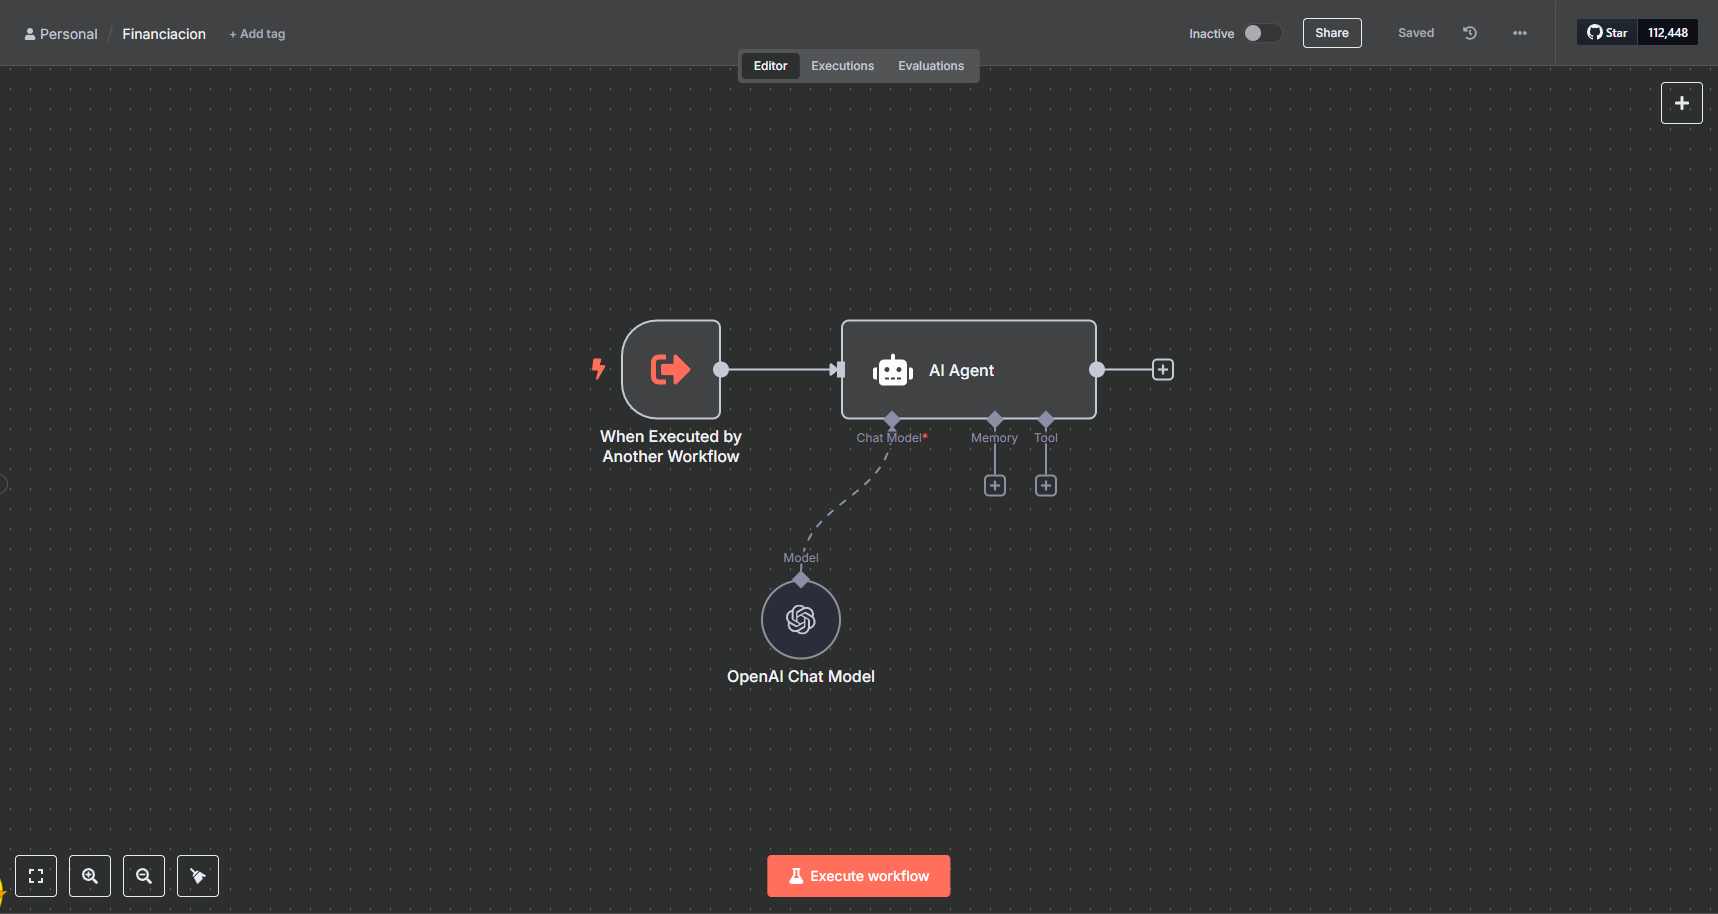 Personal / Financiacion + Add tag
Inactive
Share
Saved
Star 112,448
Editor Executions Evaluations
AI Agent
When Executed by
Another Workflow
Chat Model*
Memory
Tool
Model
OpenAI Chat Model
Execute workflow